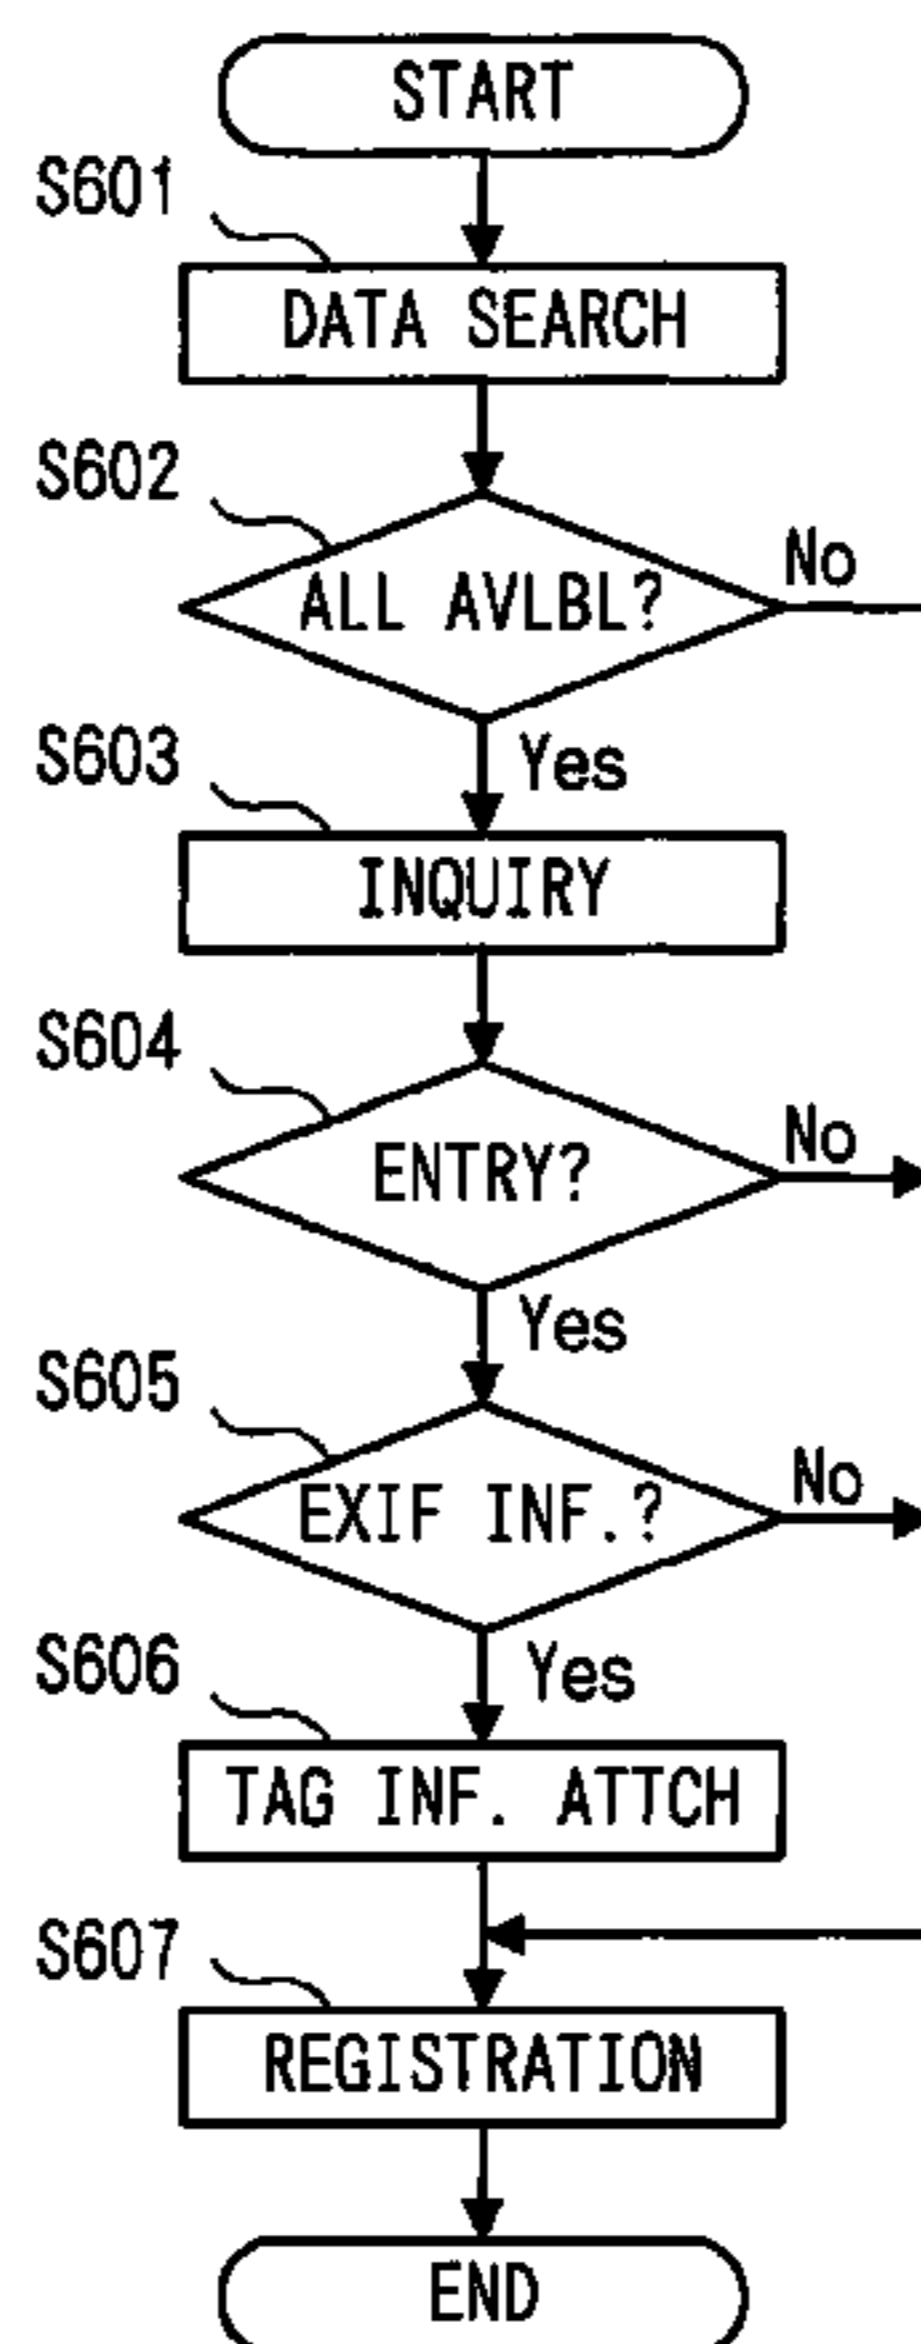 START
S601
DATA SEARCH
S602
ALL AVLBL?
No
S603
Yes
INQUIRY
S604
ENTRY?
No
Yes
S605
EXIF INF.?
No
S606
Yes
TAG INF. ATTCH
S607
REGISTRATION
END